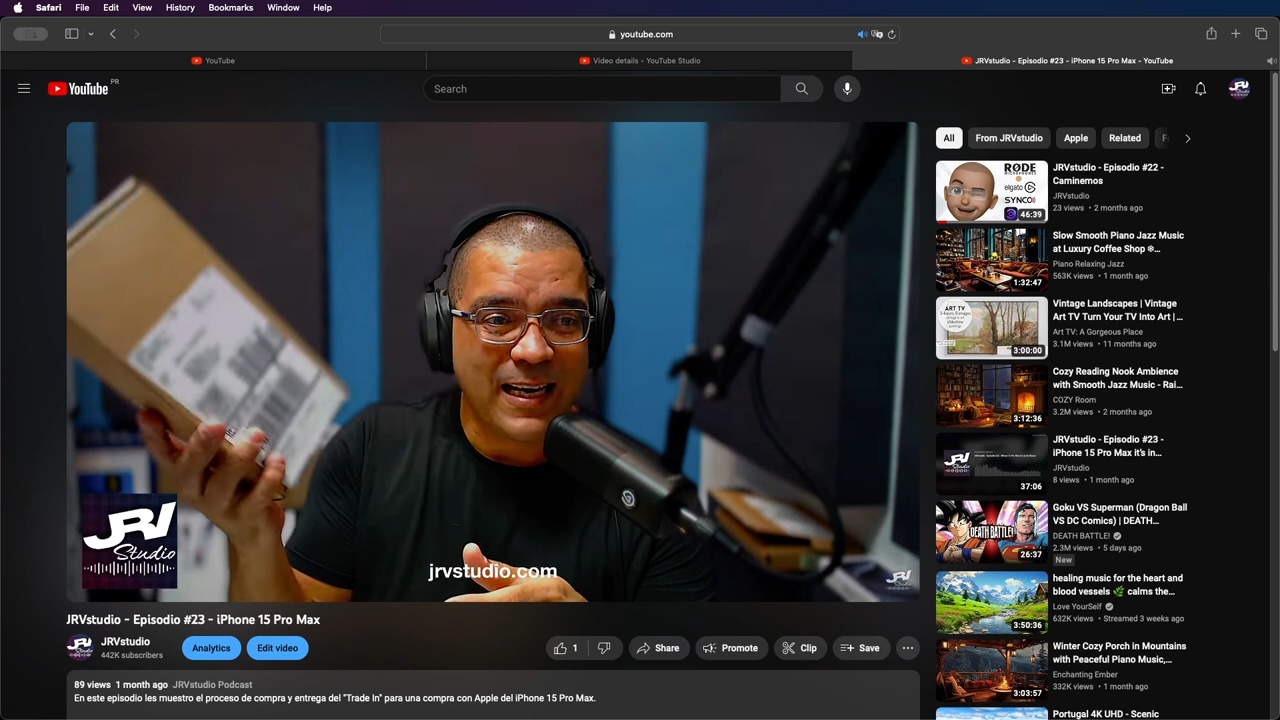 Safari File Edit View History Bookmarks Window Help
youtube.com
YouTube
Video details - YouTube Studio
JRVstudio - Episodio #23 - iPhone 15 Pro Max - YouTube
YouTube PR
Search
JRV
Studio
jrvstudio.com
JRVstudio - Episodio #23 - iPhone 15 Pro Max
JRVstudio
442K subscribers
Analytics
Edit video
1
Share
Promote
Clip
Save
89 views 1 month ago JRVstudio Podcast
En este episodio les muestro el proceso de compra y entrega del "Trade In" para una compra con Apple del iPhone 15 Pro Max.
All
From JRVstudio
Apple
Related
RØDE
MICROPHONES
elgato
SYNCO
46:39
JRVstudio - Episodio #22 -
Caminemos
JRVstudio
23 views • 2 months ago
1:32:47
Slow Smooth Piano Jazz Music
at Luxury Coffee Shop ❄...
Piano Relaxing Jazz
563K views • 1 month ago
ART TV
3:00:00
Vintage Landscapes | Vintage
Art TV Turn Your TV Into Art | ...
Art TV: A Gorgeous Place
3.1M views • 11 months ago
3:12:36
Cozy Reading Nook Ambience
with Smooth Jazz Music - Rai...
COZY Room
3.2M views • 2 months ago
37:06
JRVstudio - Episodio #23 -
iPhone 15 Pro Max it's in...
JRVstudio
8 views • 1 month ago
DEATH BATTLE!
26:37
Goku VS Superman (Dragon Ball
VS DC Comics) | DEATH...
DEATH BATTLE!
2.3M views • 5 days ago
New
3:50:36
healing music for the heart and
blood vessels 🌿 calms the...
Love YourSelf
632K views • Streamed 3 weeks ago
3:03:57
Winter Cozy Porch in Mountains
with Peaceful Piano Music,...
Enchanting Ember
332K views • 1 month ago
Portugal 4K UHD - Scenic